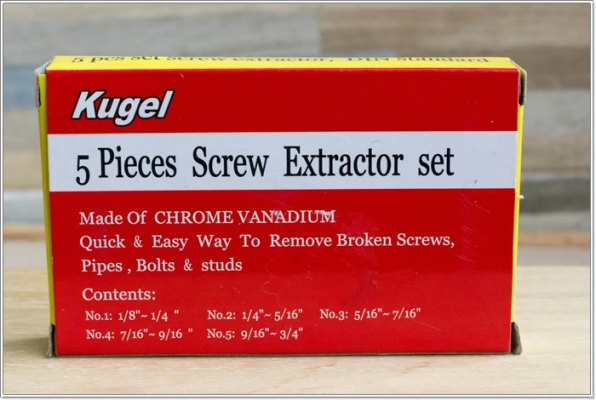 5 pcs set screw extractor, DIN standard
Kugel
5 Pieces Screw Extractor set
Made Of CHROME VANADIUM
Quick & Easy Way To Remove Broken Screws,
Pipes , Bolts & studs
Contents:
No.1: 1/8"~ 1/4 " No.2: 1/4"~ 5/16" No.3: 5/16"~ 7/16"
No.4: 7/16"~ 9/16 " No.5: 9/16"~ 3/4"